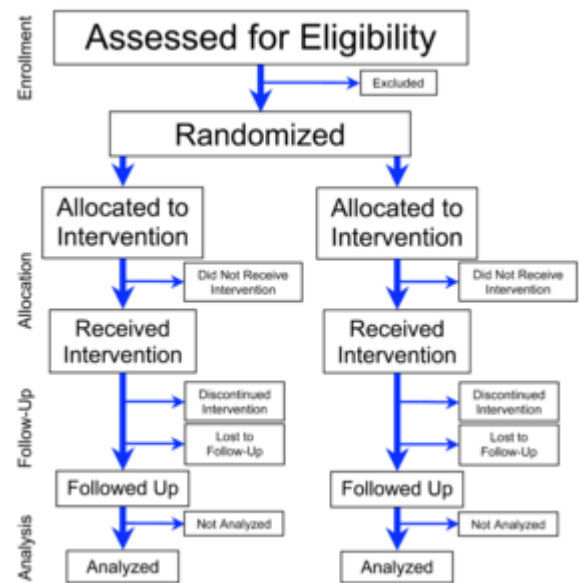 Enrollment
Assessed for Eligibility
Excluded
Randomized
Allocation
Allocated to
Intervention
Allocated to
Intervention
Did Not Receive
Intervention
Did Not Receive
Intervention
Received
Intervention
Received
Intervention
Follow-Up
Discontinued
Intervention
Discontinued
Intervention
Lost to
Follow-Up
Lost to
Follow-Up
Followed Up
Followed Up
Analysis
Not Analyzed
Not Analyzed
Analyzed
Analyzed